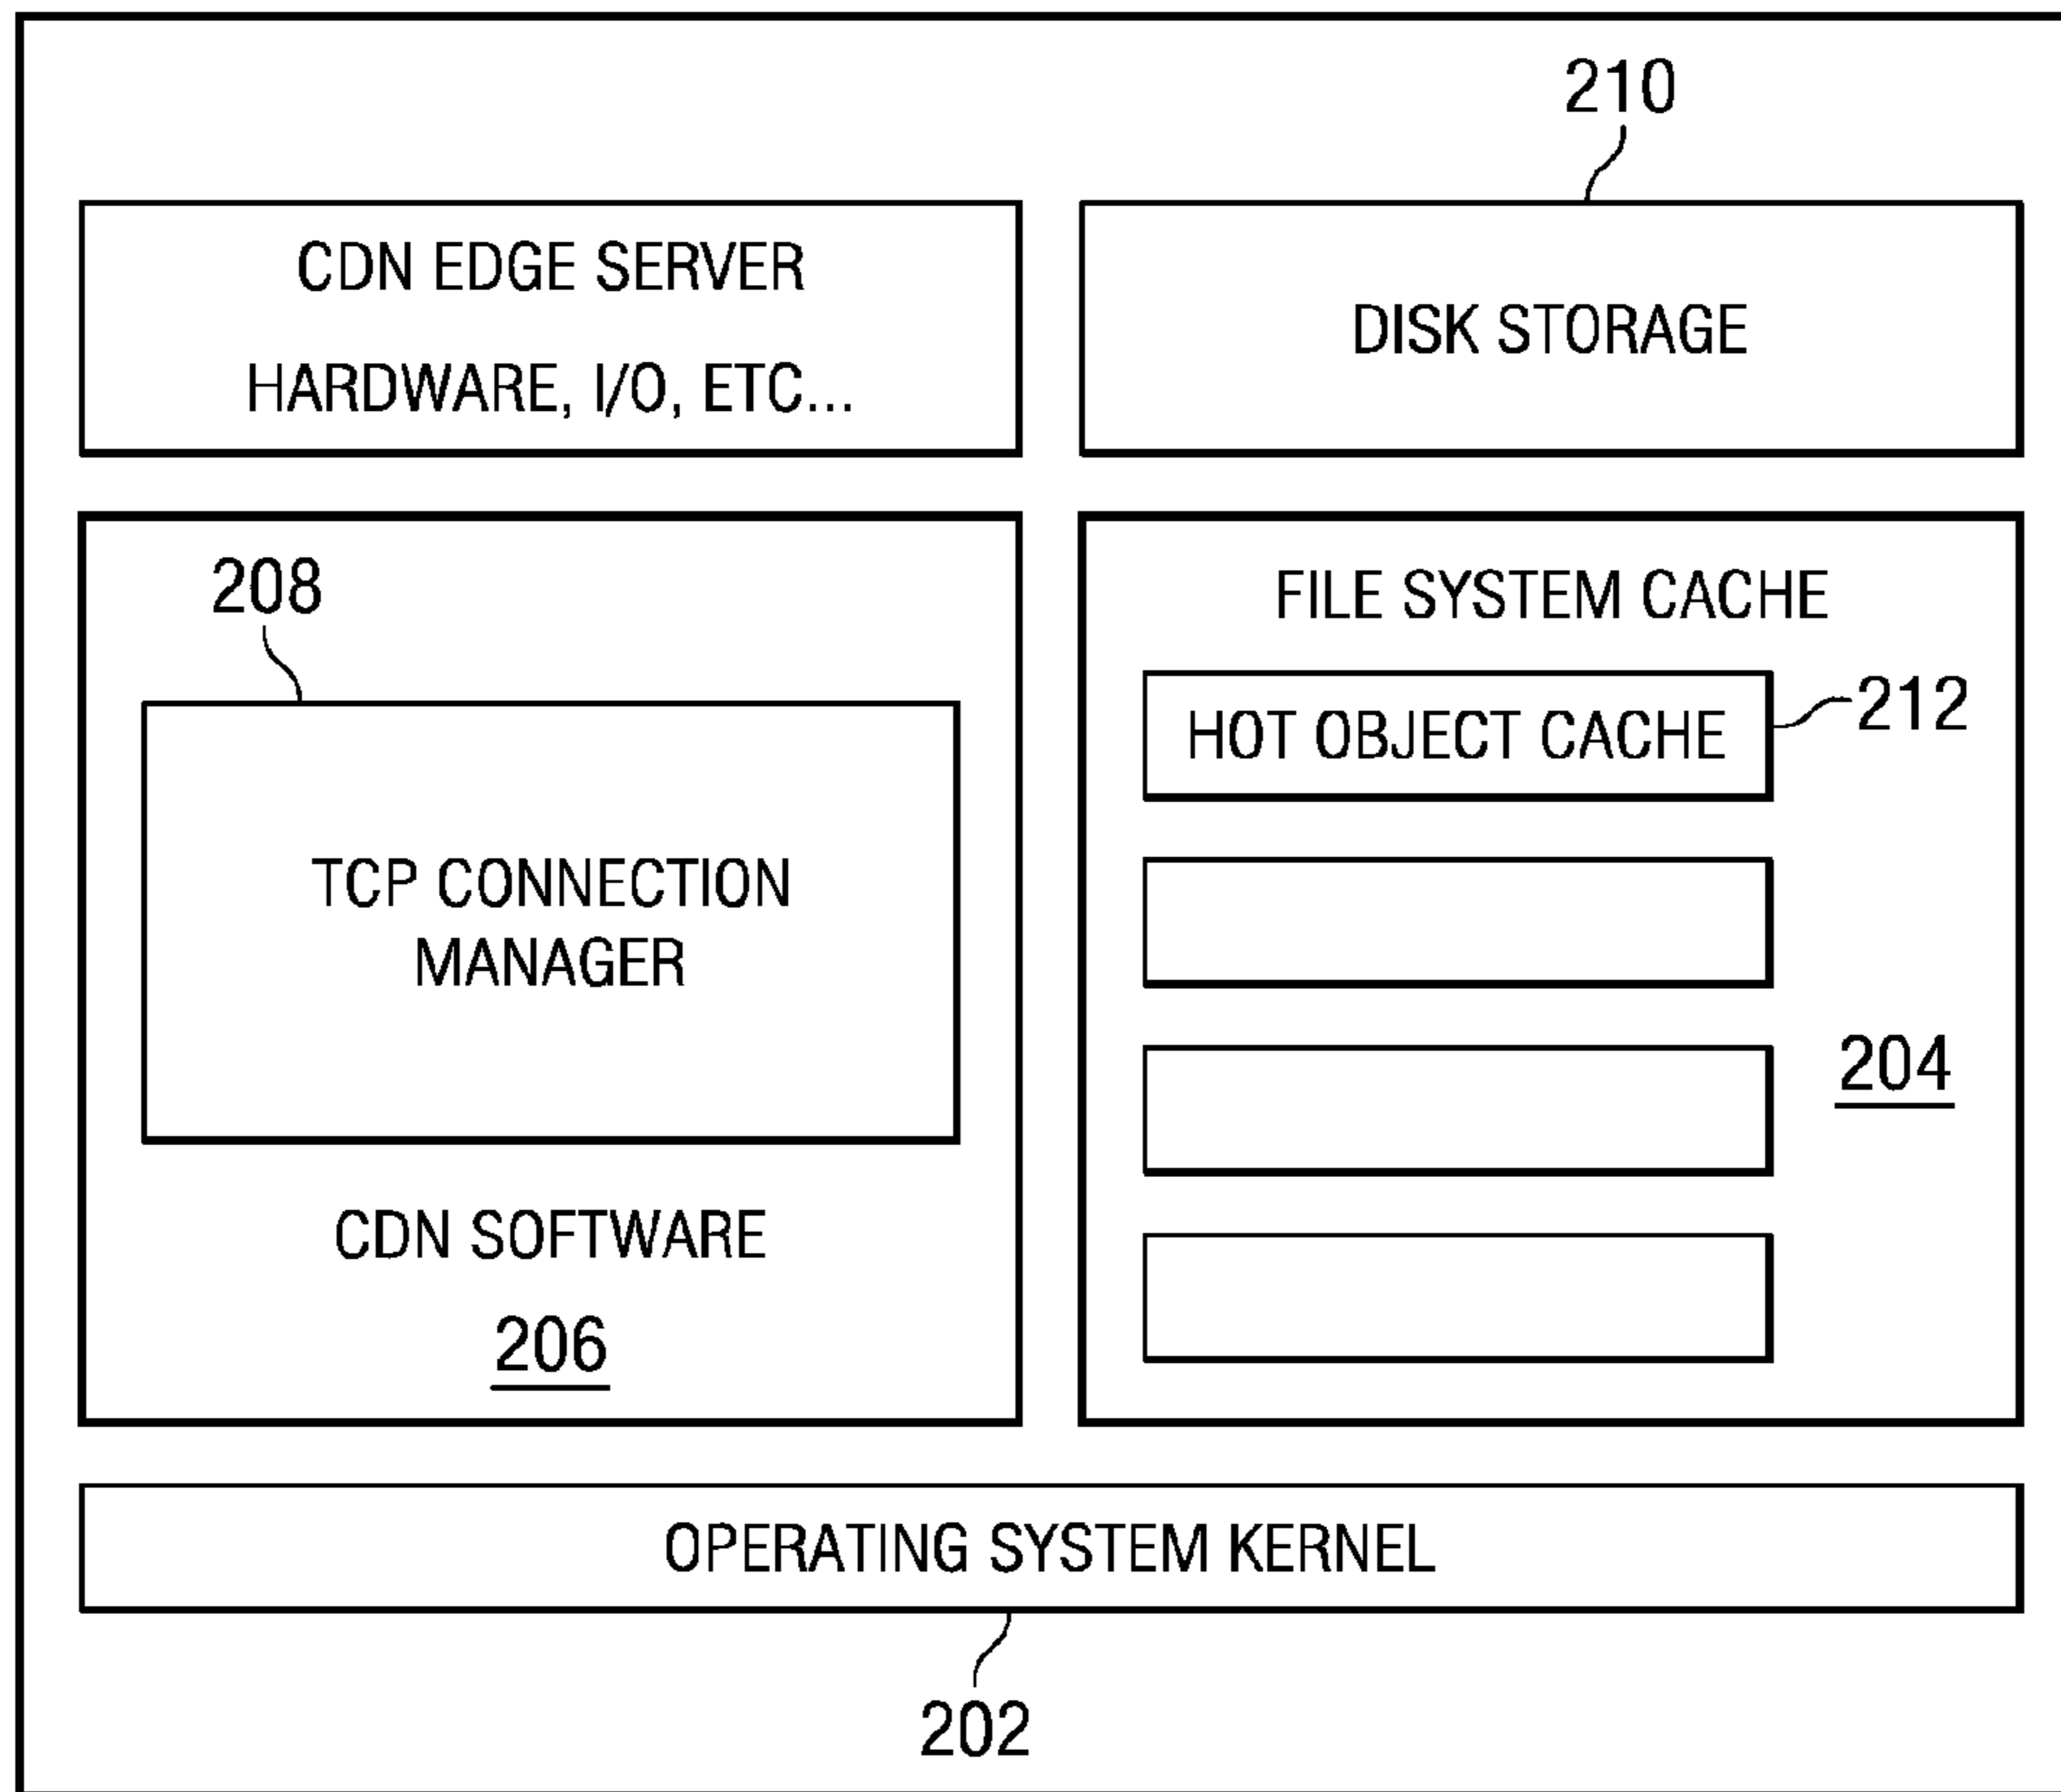 210
CDN EDGE SERVER
HARDWARE, I/O, ETC...
DISK STORAGE
208
TCP CONNECTION
MANAGER
CDN SOFTWARE
206
FILE SYSTEM CACHE
HOT OBJECT CACHE
212
204
OPERATING SYSTEM KERNEL
202